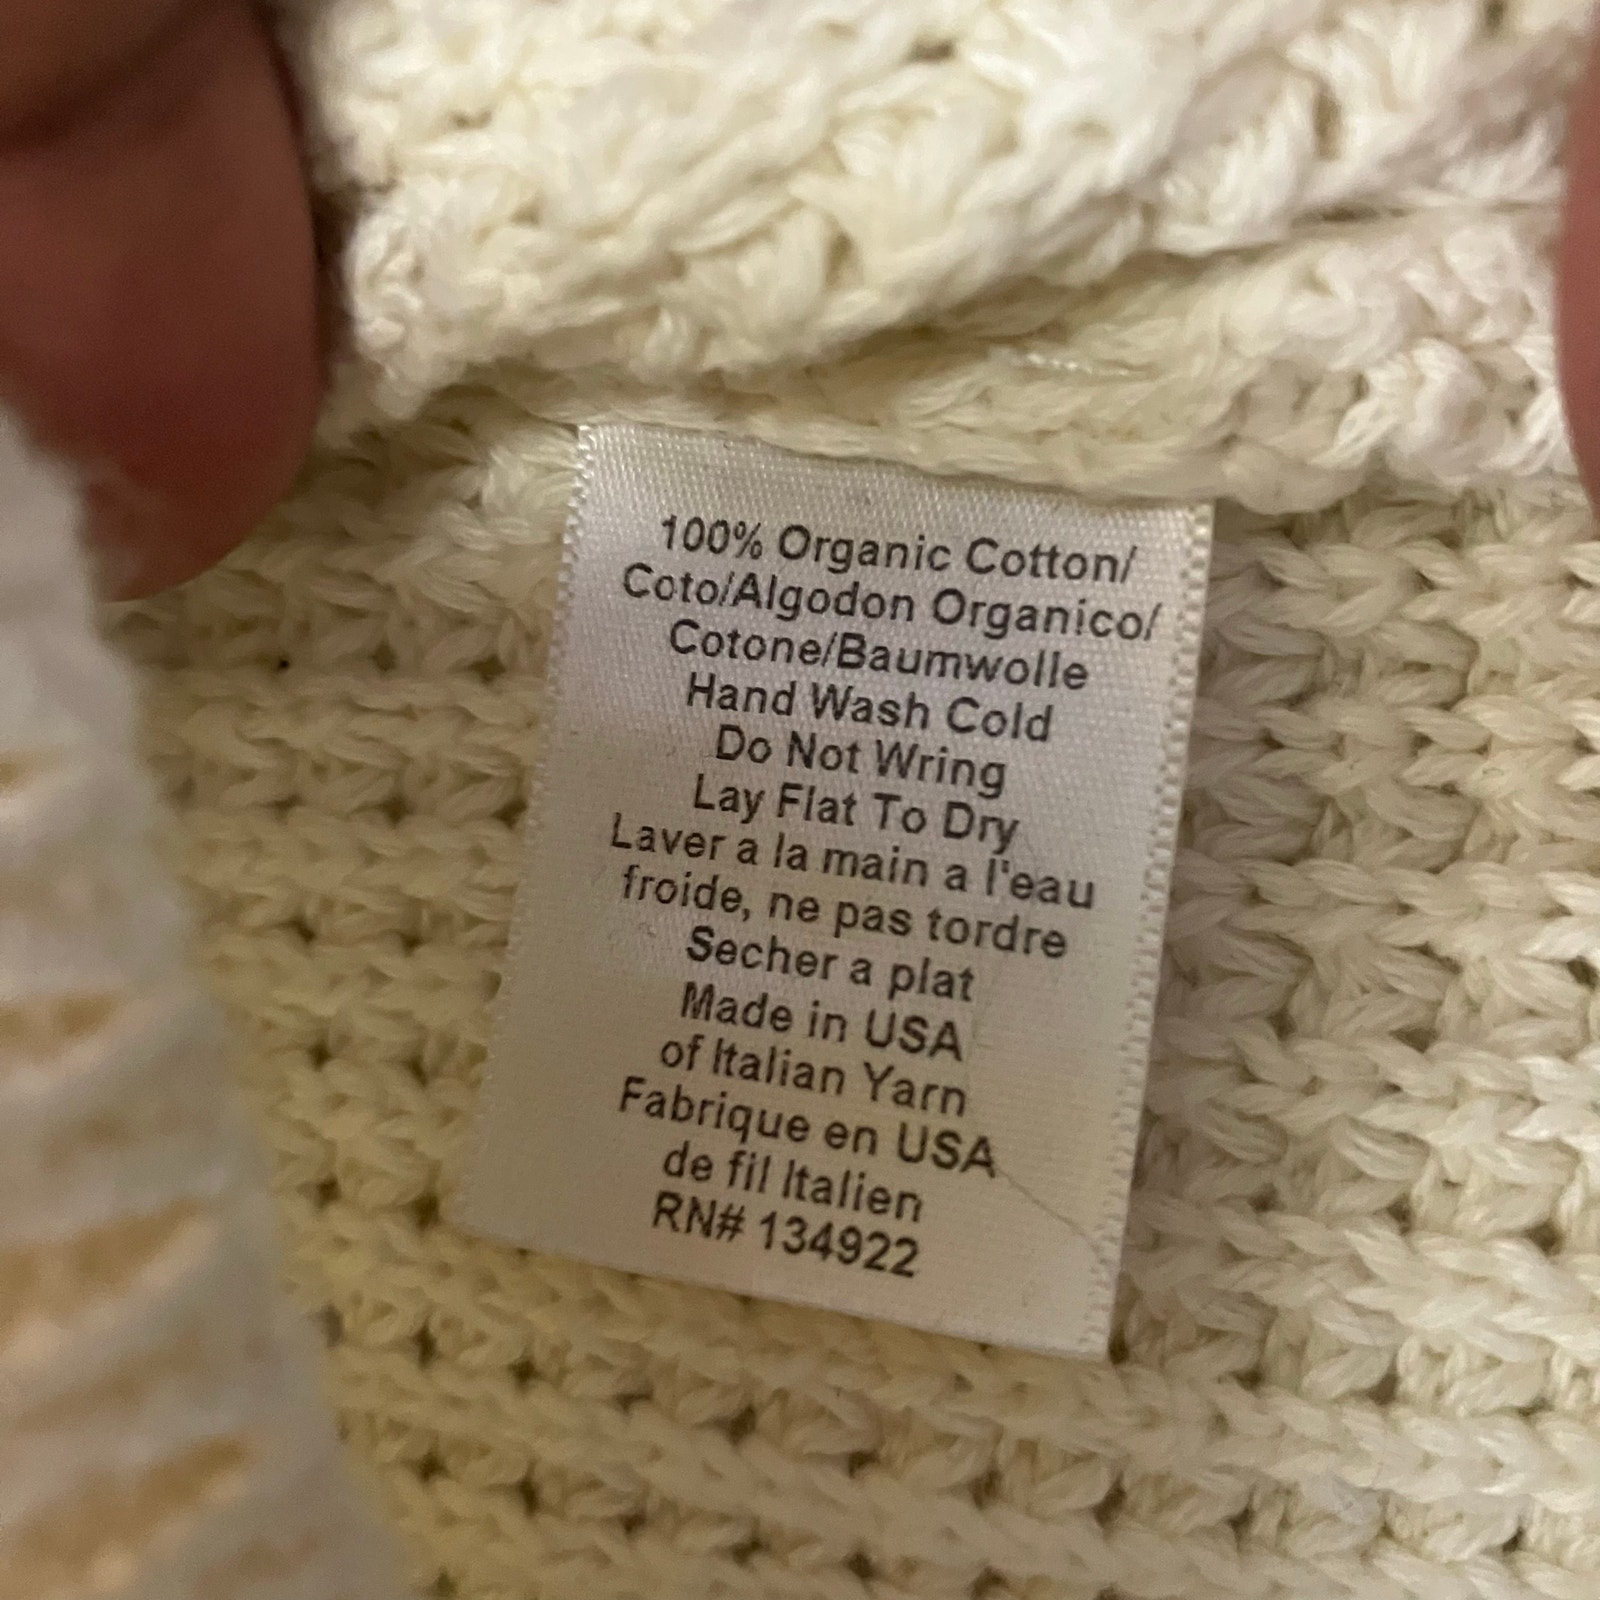 100% Organic Cotton/
Coto/Algodon Organico/
Cotone/Baumwolle
Hand Wash Cold
Do Not Wring
Lay Flat To Dry
Laver a la main a l'eau
froide, ne pas tordre
Secher a plat
Made in USA
of Italian Yarn
Fabrique en USA
de fil Italien
RN# 134922